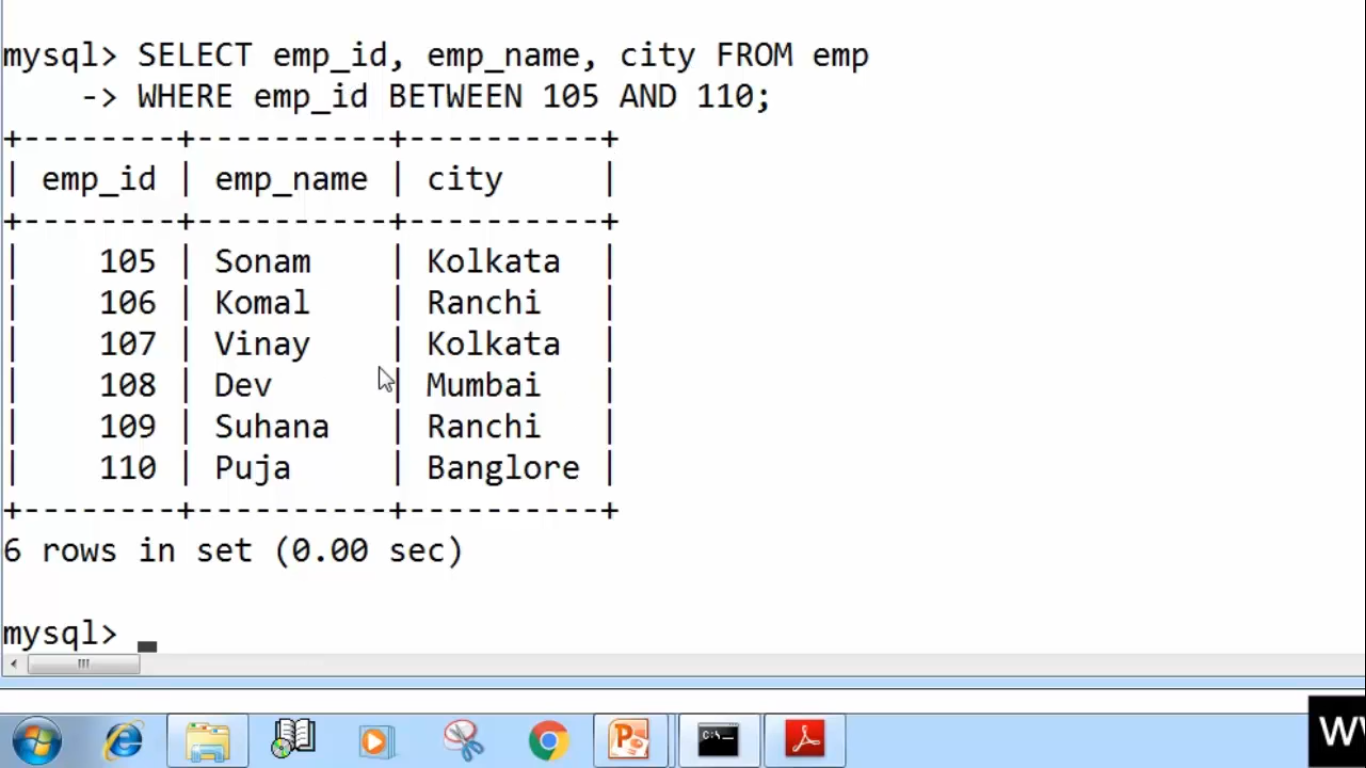 mysql> SELECT emp_id, emp_name, city FROM emp
    -> WHERE emp_id BETWEEN 105 AND 110;
+--------+----------+----------+
| emp_id | emp_name | city     |
+--------+----------+----------+
|    105 | Sonam    | Kolkata  |
|    106 | Komal    | Ranchi   |
|    107 | Vinay    | Kolkata  |
|    108 | Dev      | Mumbai   |
|    109 | Suhana   | Ranchi   |
|    110 | Puja     | Banglore |
+--------+----------+----------+
6 rows in set (0.00 sec)
mysql>
C:\